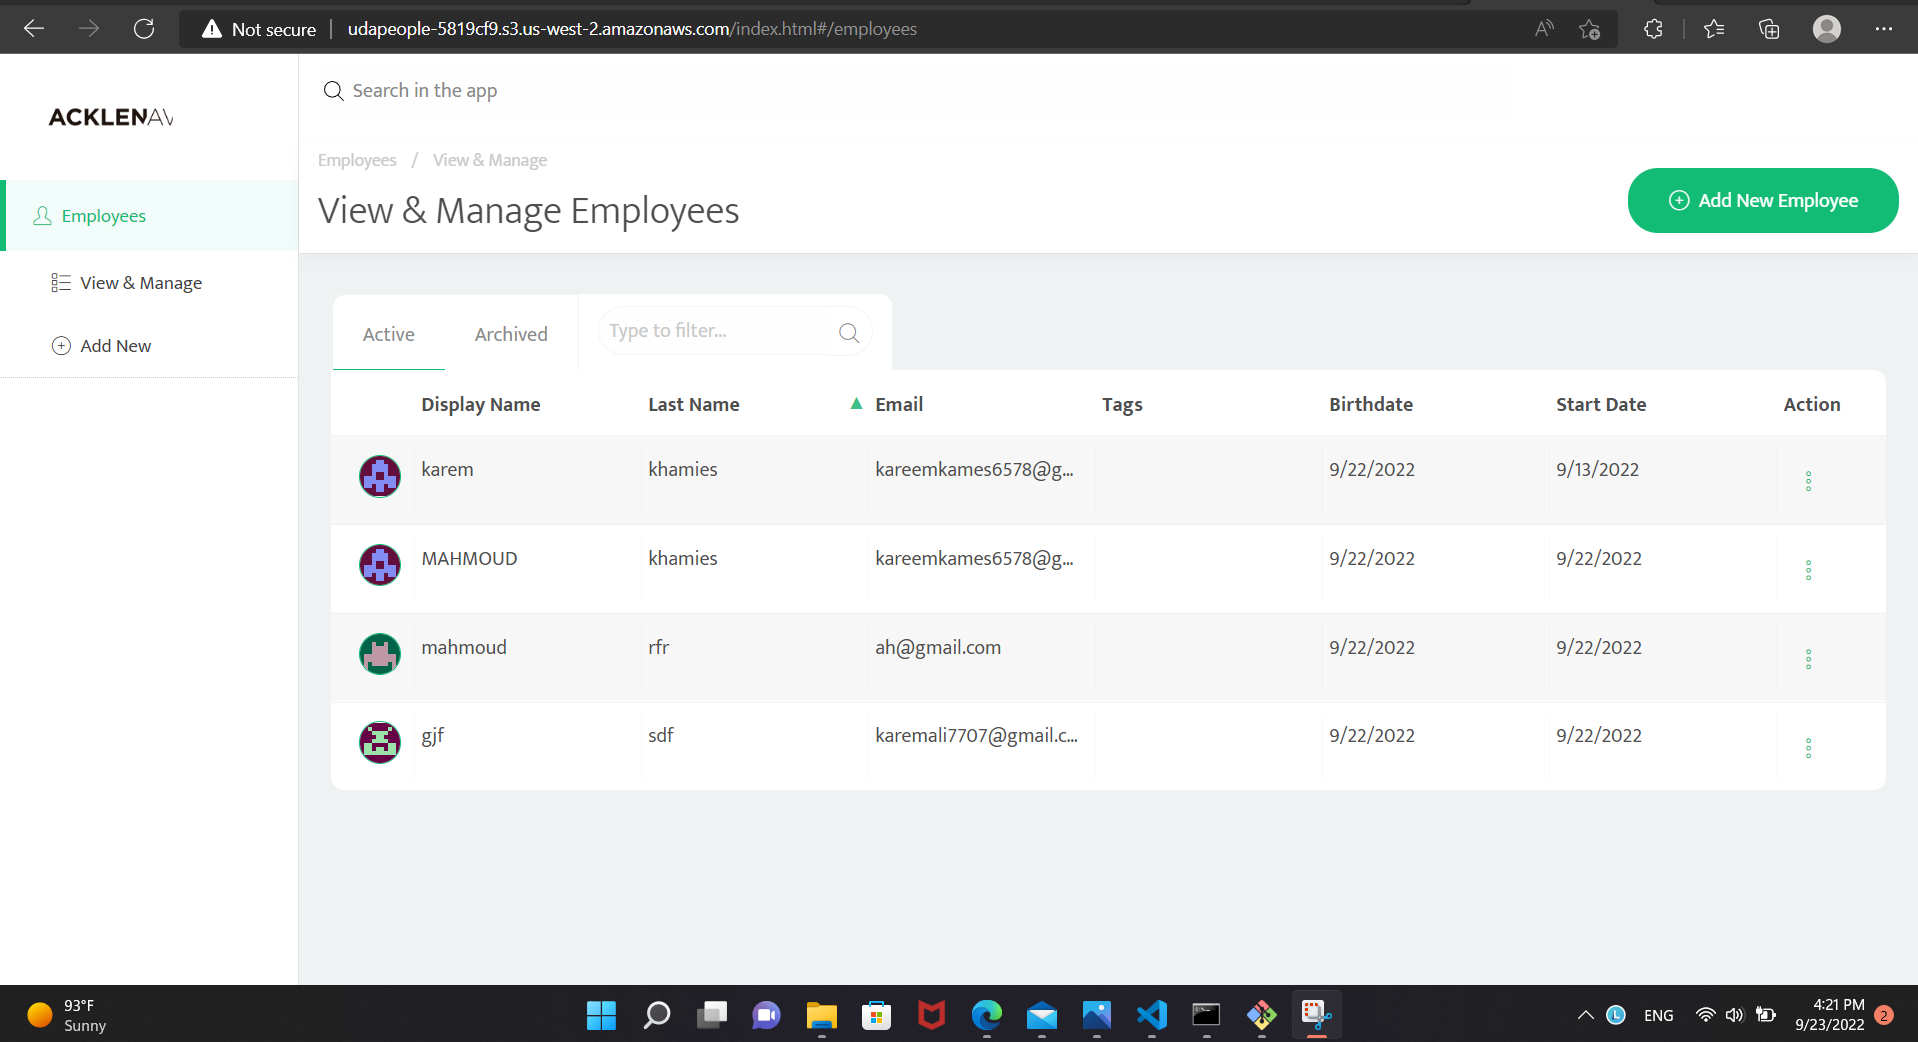 Not secure udapeople-5819cf9.s3.us-west-2.amazonaws.com/index.html#/employees
ACKLENAV
Employees
View & Manage
Add New
Search in the app
Employees / View & Manage
View & Manage Employees
Add New Employee
Active Archived Type to filter...
Display Name Last Name Email Tags Birthdate Start Date Action
karem khamies kareemkames6578@g... 9/22/2022 9/13/2022
MAHMOUD khamies kareemkames6578@g... 9/22/2022 9/22/2022
mahmoud rfr ah@gmail.com 9/22/2022 9/22/2022
gjf sdf karemali7707@gmail.c... 9/22/2022 9/22/2022
93°F
Sunny
ENG
4:21 PM
9/23/2022
2